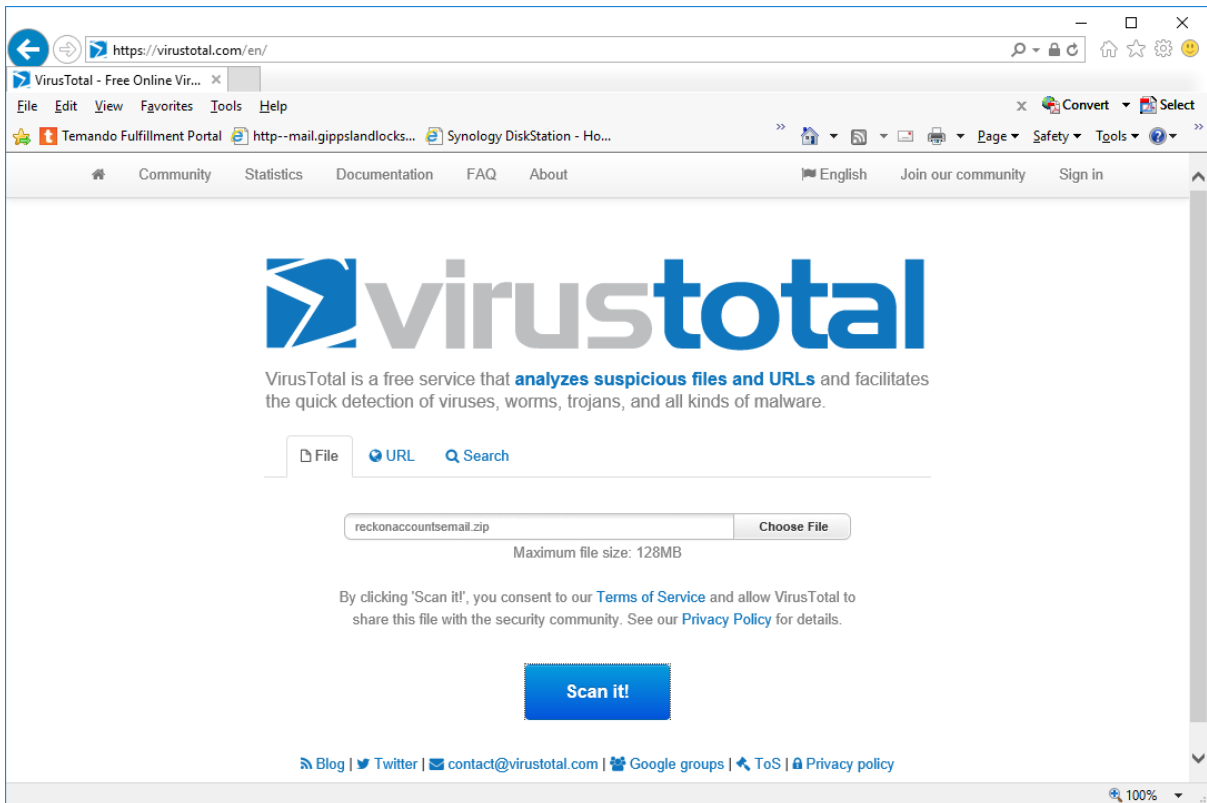 https://virustotal.com/en/
VirusTotal - Free Online Vir...
File Edit View Favorites Tools Help
Convert Select
Temando Fulfillment Portal http--mail.gippslandlocks... Synology DiskStation - Ho...
Page Safety Tools
Community Statistics Documentation FAQ About English Join our community Sign in
virustotal
VirusTotal is a free service that analyzes suspicious files and URLs and facilitates
the quick detection of viruses, worms, trojans, and all kinds of malware.
File URL Search
reckonaccountsemail.zip Choose File
Maximum file size: 128MB
By clicking 'Scan it!', you consent to our Terms of Service and allow VirusTotal to
share this file with the security community. See our Privacy Policy for details.
Scan it!
Blog | Twitter | contact@virustotal.com | Google groups | ToS | Privacy policy
100%